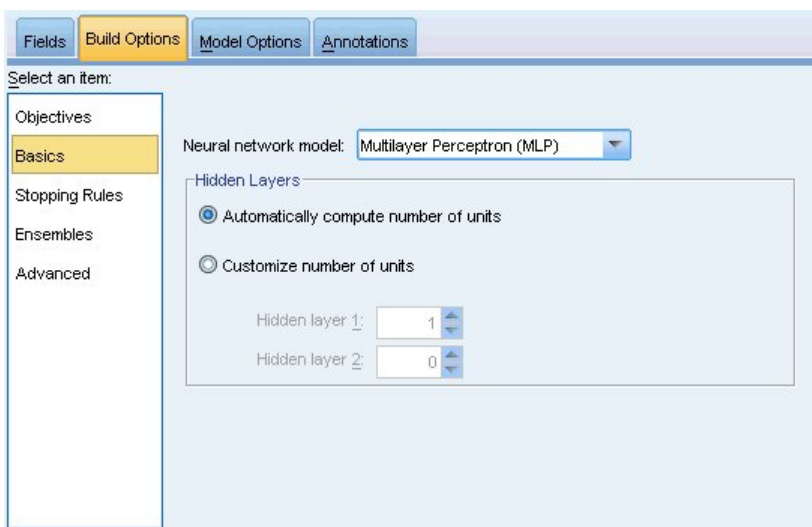 Fields Build Options Model Options Annotations
Select an item:
Objectives
Basics
Stopping Rules
Ensembles
Advanced
Neural network model: Multilayer Perceptron (MLP)
Hidden Layers
Automatically compute number of units
Customize number of units
Hidden layer 1: 1
Hidden layer 2: 0